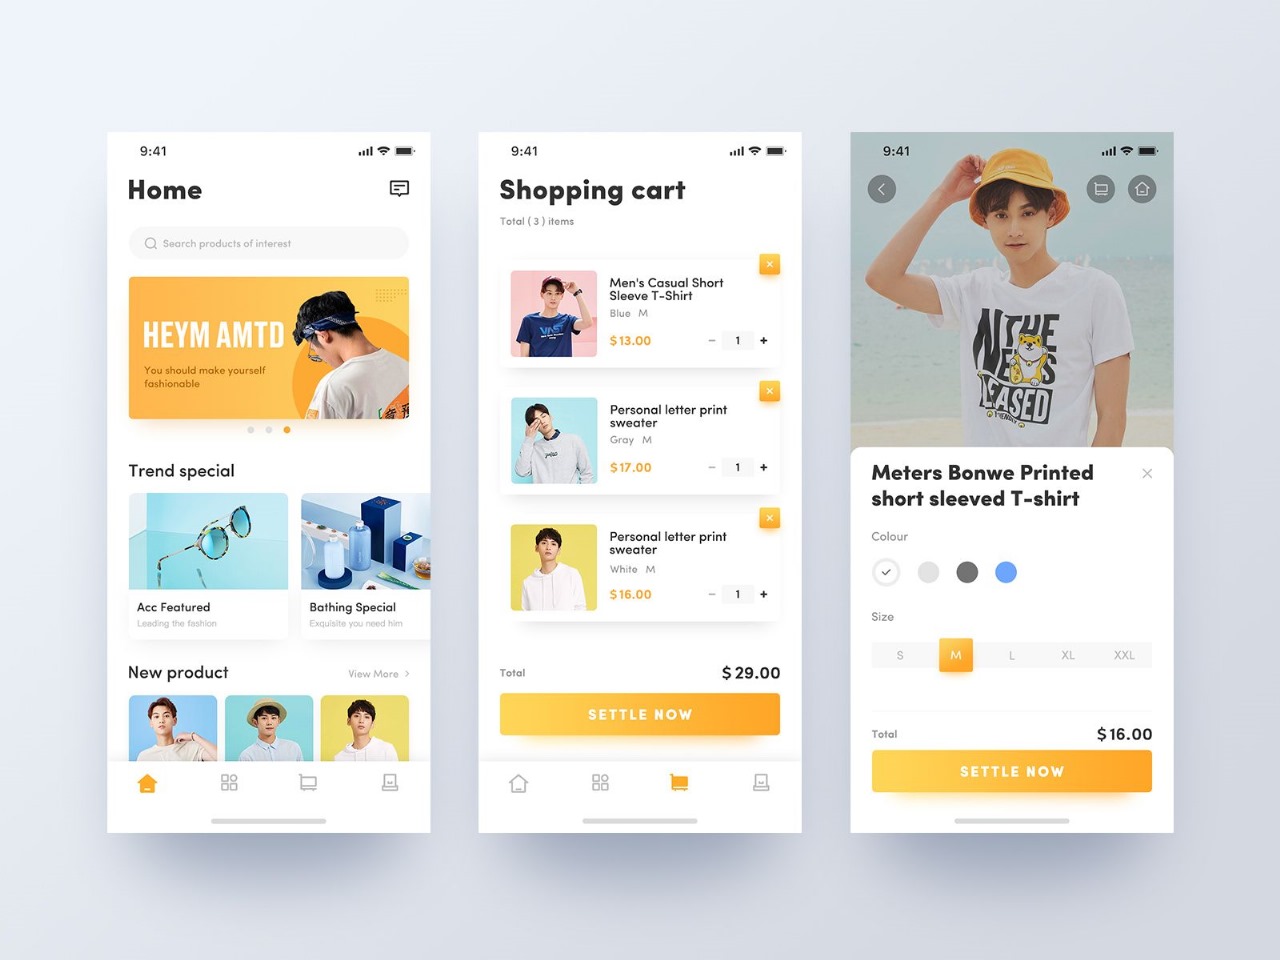 9:41
Home
Search products of interest
HEYM AMTD
You should make yourself
fashionable
Trend special
Acc Featured
Leading the fashion
Bathing Special
Exquisite you need him
New product
View More
9:41
Shopping cart
Total ( 3 ) items
Men's Casual Short
Sleeve T-Shirt
Blue M
$13.00
1
Personal letter print
sweater
Gray M
$17.00
1
Personal letter print
sweater
White M
$16.00
1
Total
$29.00
SETTLE NOW
9:41
THE
Meters Bonwe Printed
short sleeved T-shirt
Colour
Size
S M L XL XXL
Total
$16.00
SETTLE NOW